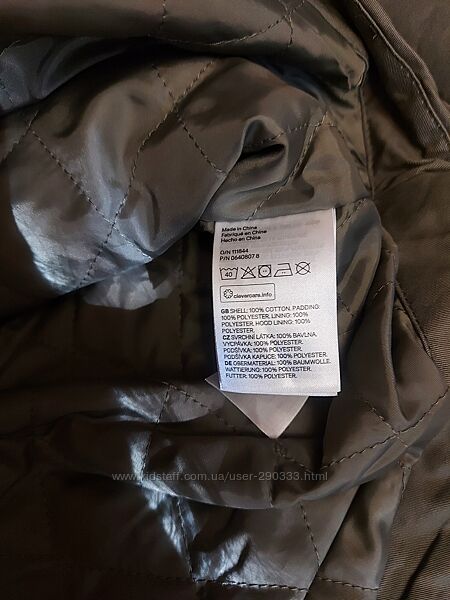 Made in China
Fabriqué en Chine
Hecho en China
O/N 111844
P/N 0640807 8
40
clevercare.info
GB SHELL: 100% COTTON. PADDING:
100% POLYESTER. LINING: 100%
POLYESTER. HOOD LINING: 100%
POLYESTER.
CZ SVRCHNÍ LÁTKA: 100% BAVLNA.
VYCPÁVKA: 100% POLYESTER.
PODŠÍVKA: 100% POLYESTER.
PODŠÍVKA KAPUCE: 100% POLYESTER.
DE OBERMATERIAL: 100% BAUMWOLLE.
WATTIERUNG: 100% POLYESTER.
FUTTER: 100% POLYESTER.
www.kidstaff.com.ua/user-290333.html